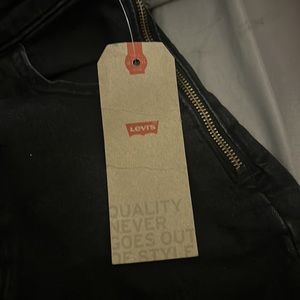 LEVI'S
QUALITY
NEVER
GOES OUT
OF STYLE